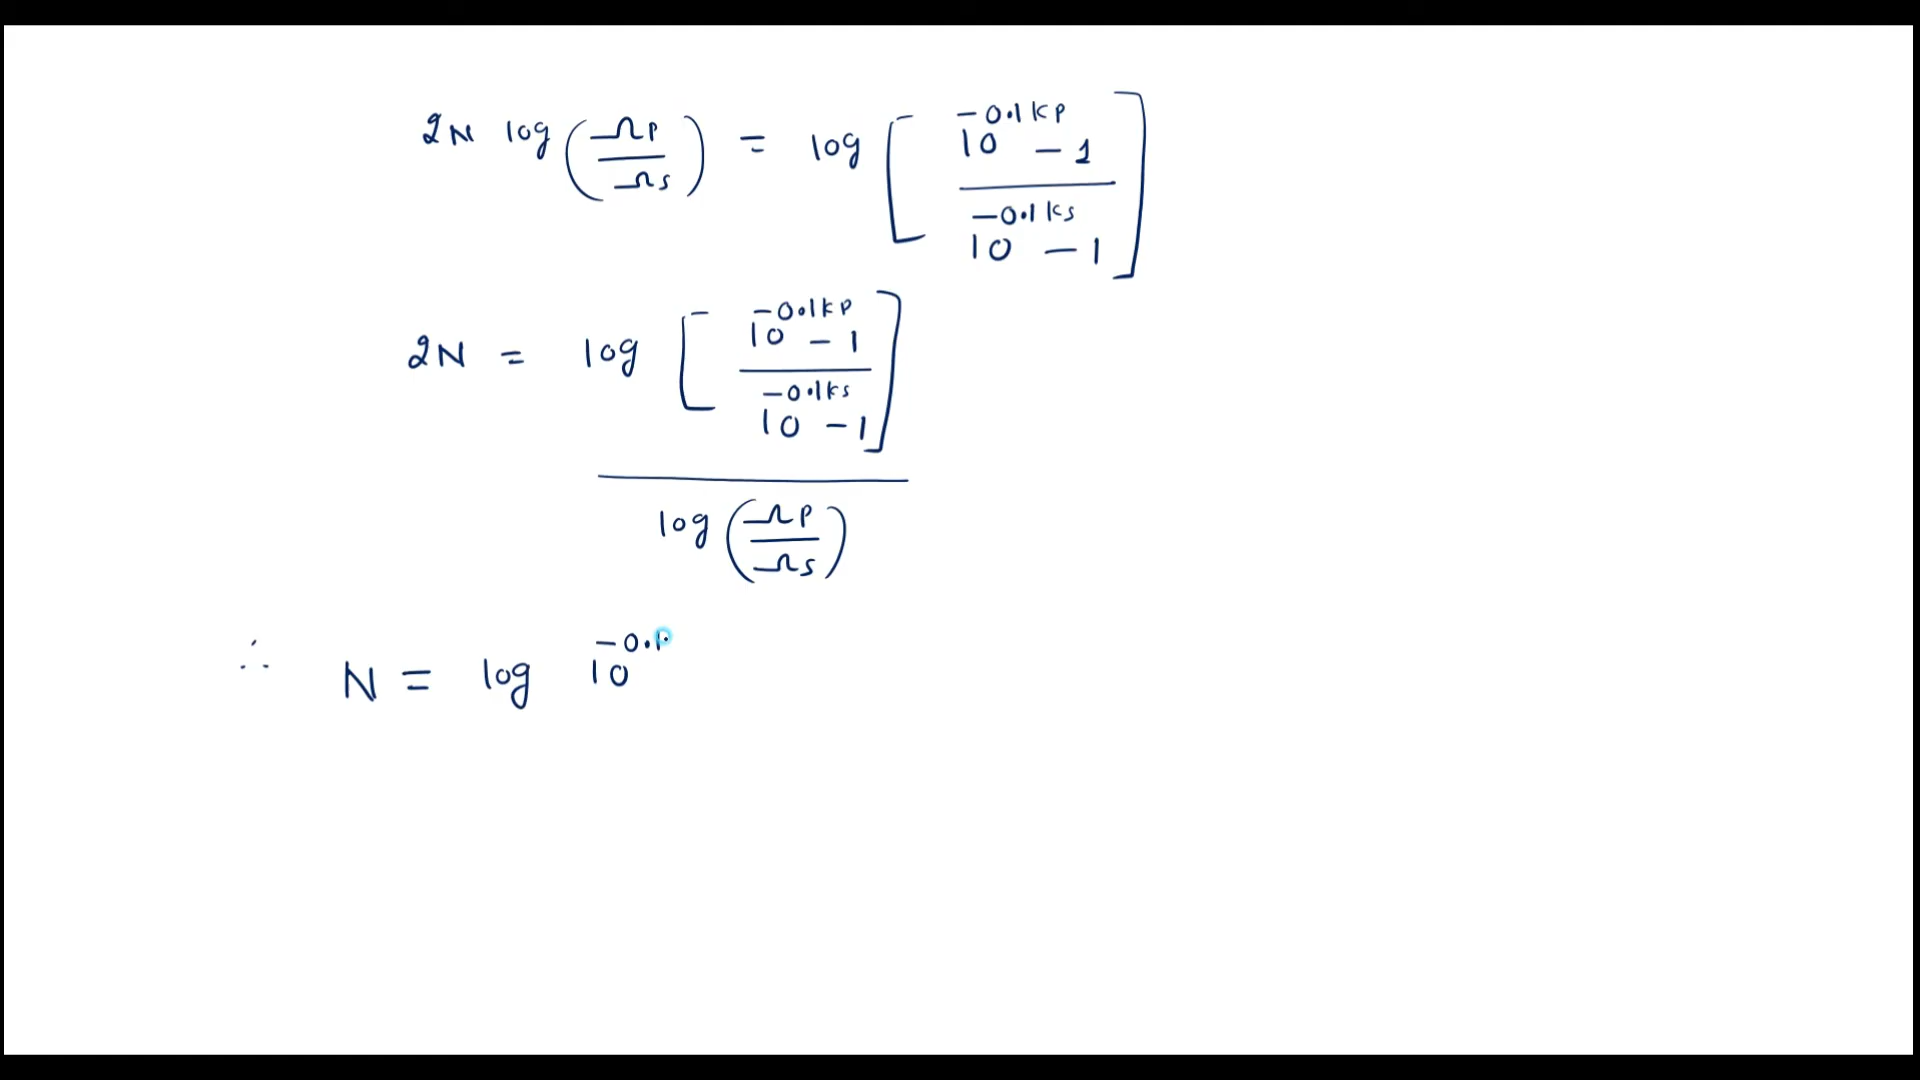 2N log (Ωp / Ωs) = log [ 10^-0.1kp - 1 / 10^-0.1ks - 1 ]
2N = log [ 10^-0.1kp - 1 / 10^-0.1ks - 1 ]
log (Ωp / Ωs)
∴ N = log 10^-0.1